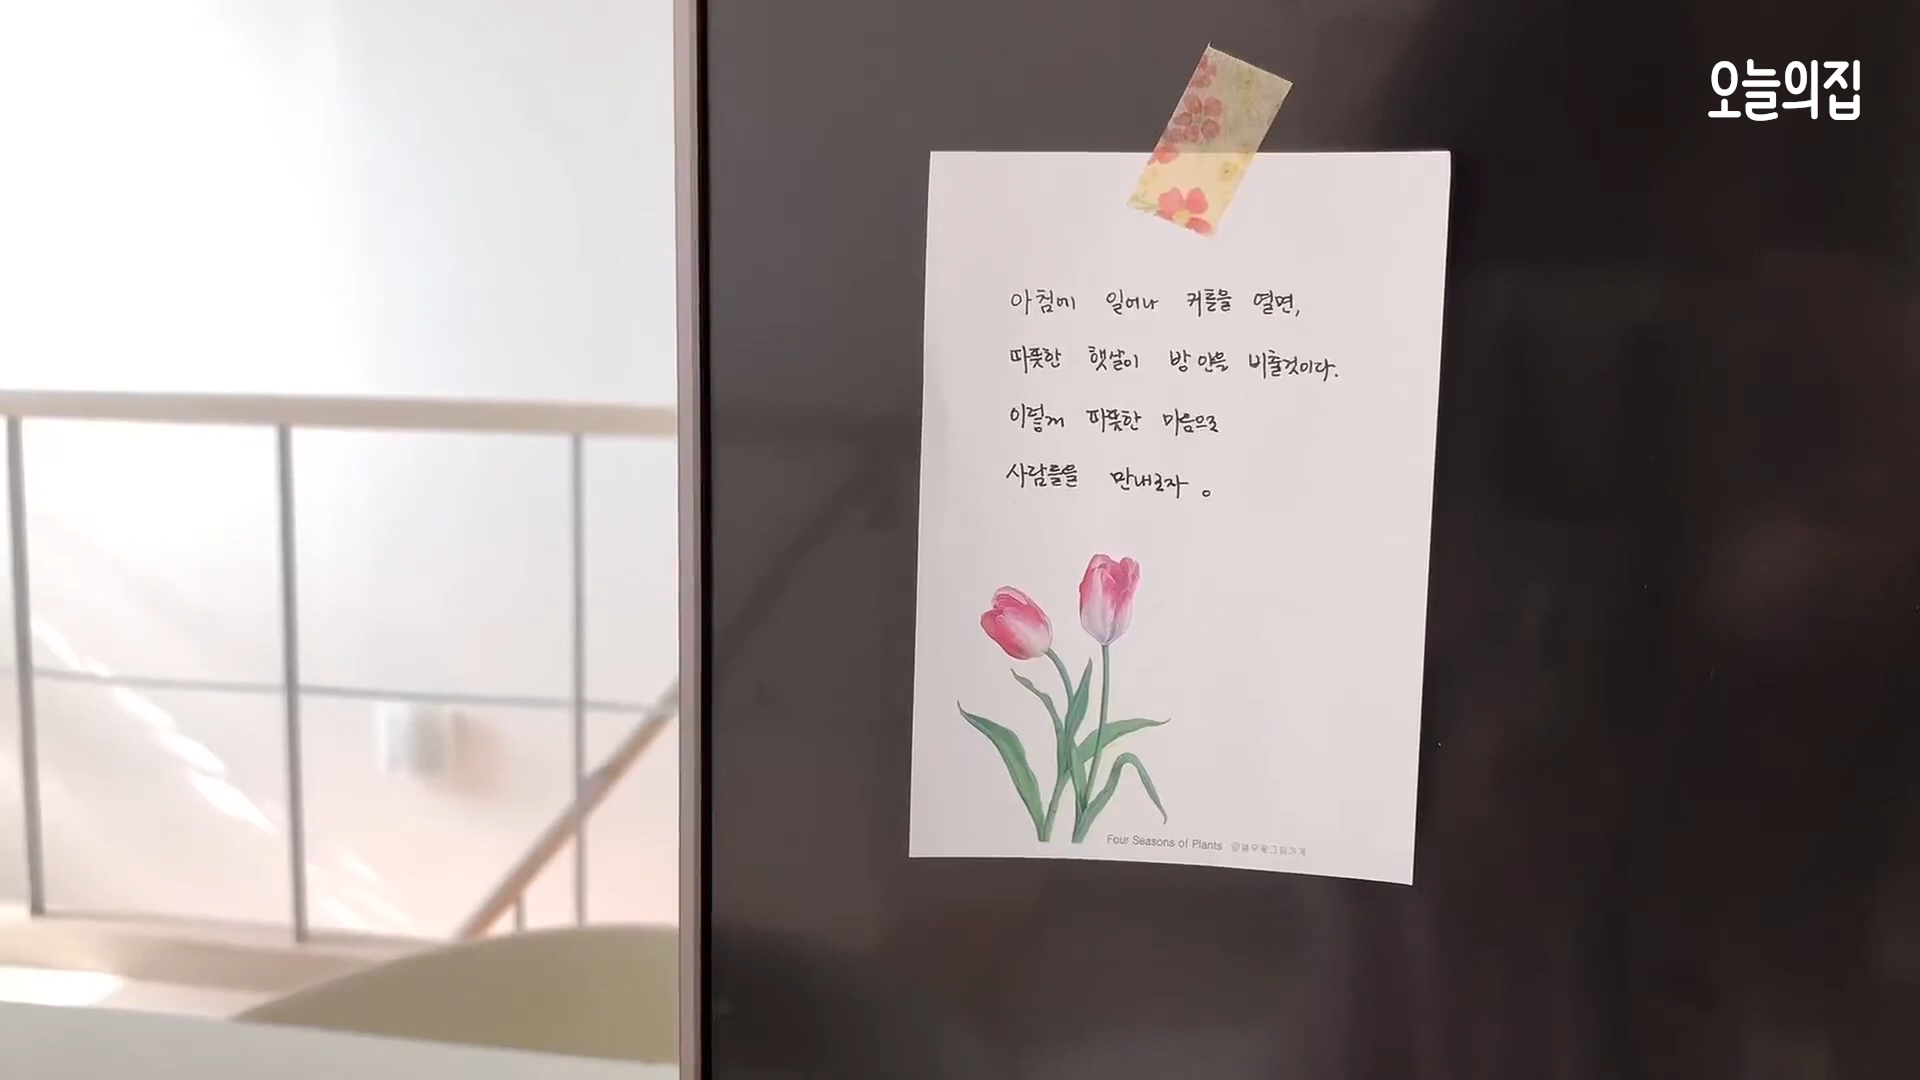 오늘의집
아침에 일어나 커튼을 열면,
따뜻한 햇살이 방 안을 비출것이다.
이렇게 따뜻한 마음으로
사람들을 만나보자.
Four Seasons of Plants